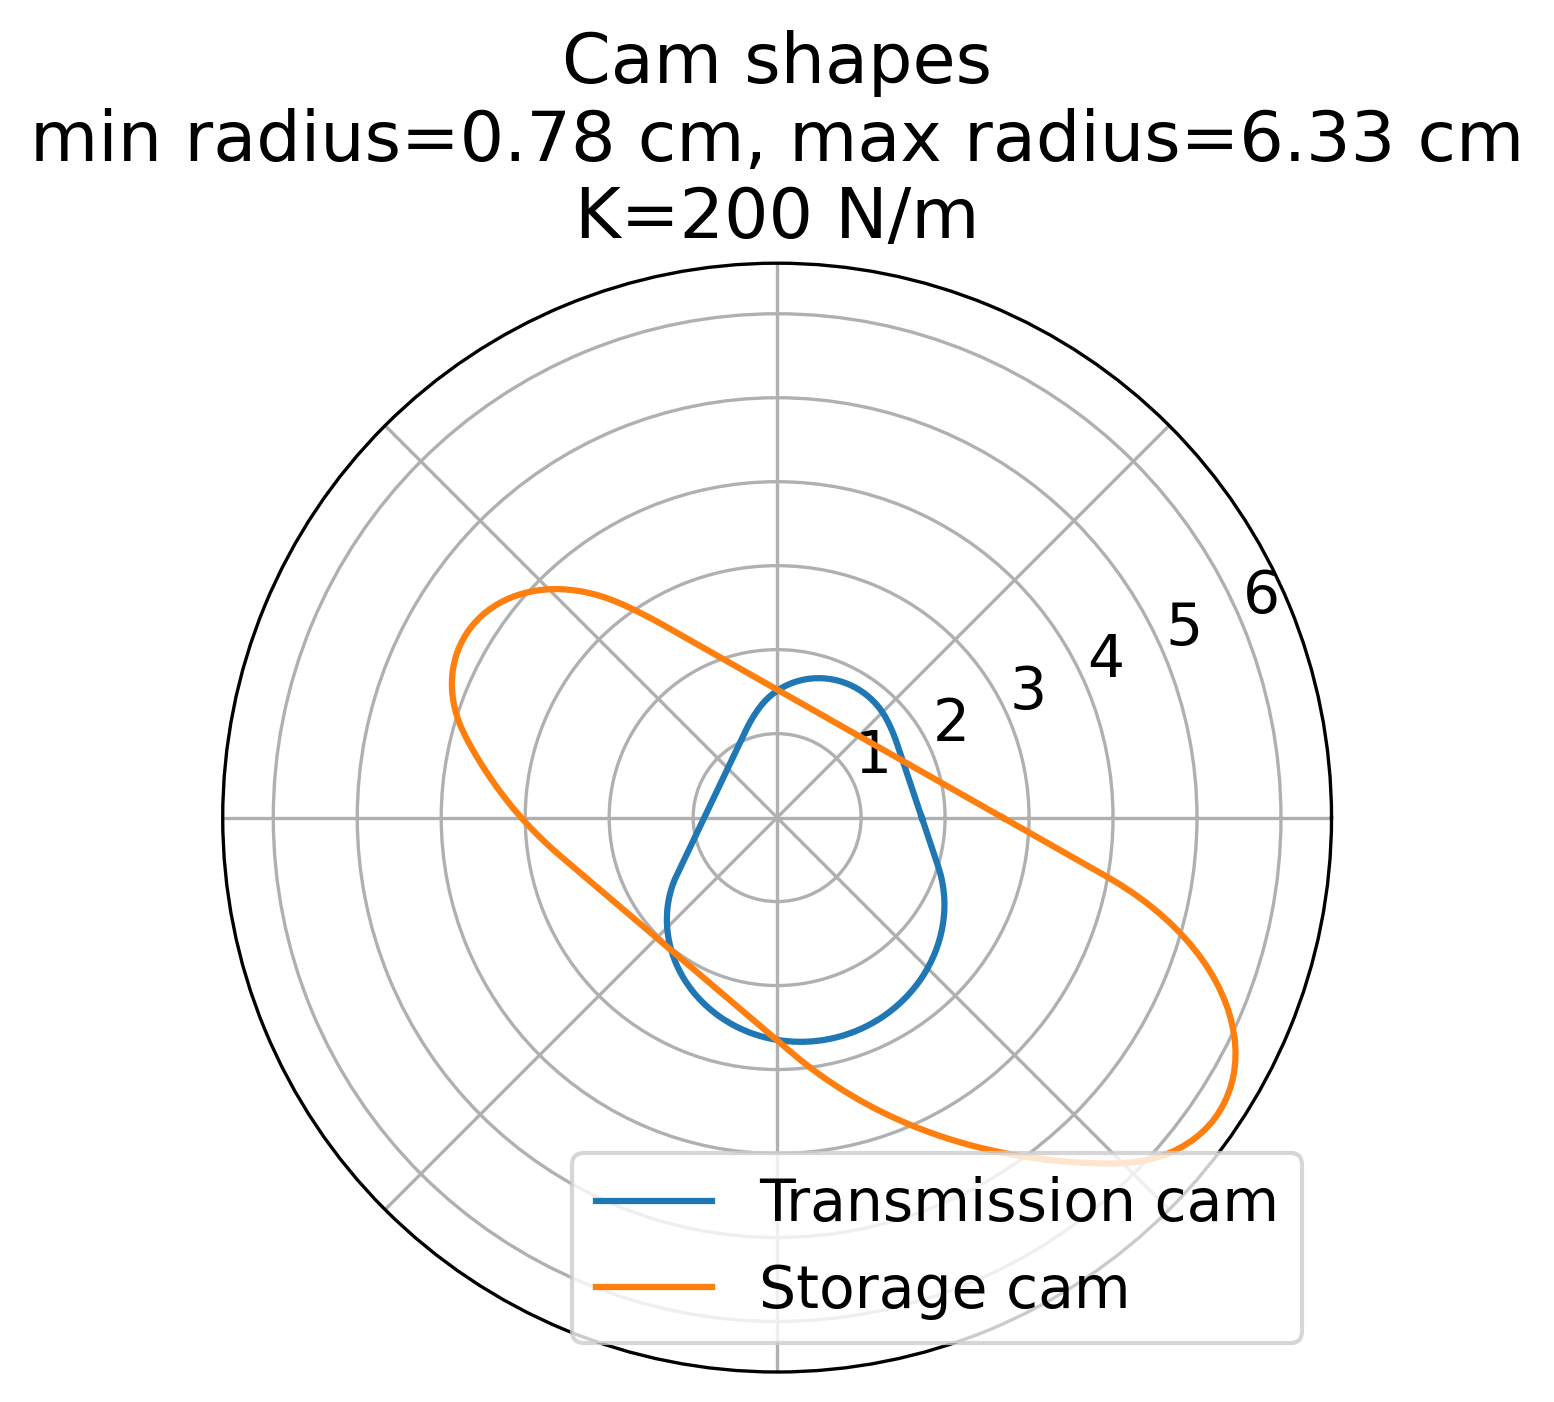 Cam shapes
min radius=0.78 cm, max radius=6.33 cm
K=200 N/m
6
5
4
3
2
1
Transmission cam
Storage cam